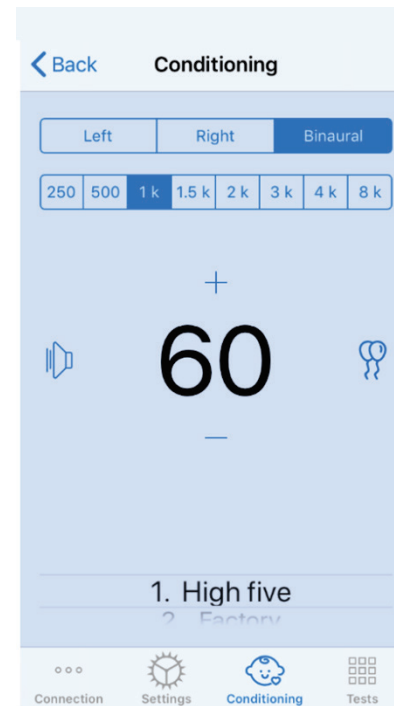 Back Conditioning
Left Right Binaural
250 500 1 k 1.5 k 2 k 3 k 4 k 8 k
+
60
−
1. High five
2. Factory
Connection Settings Conditioning Tests